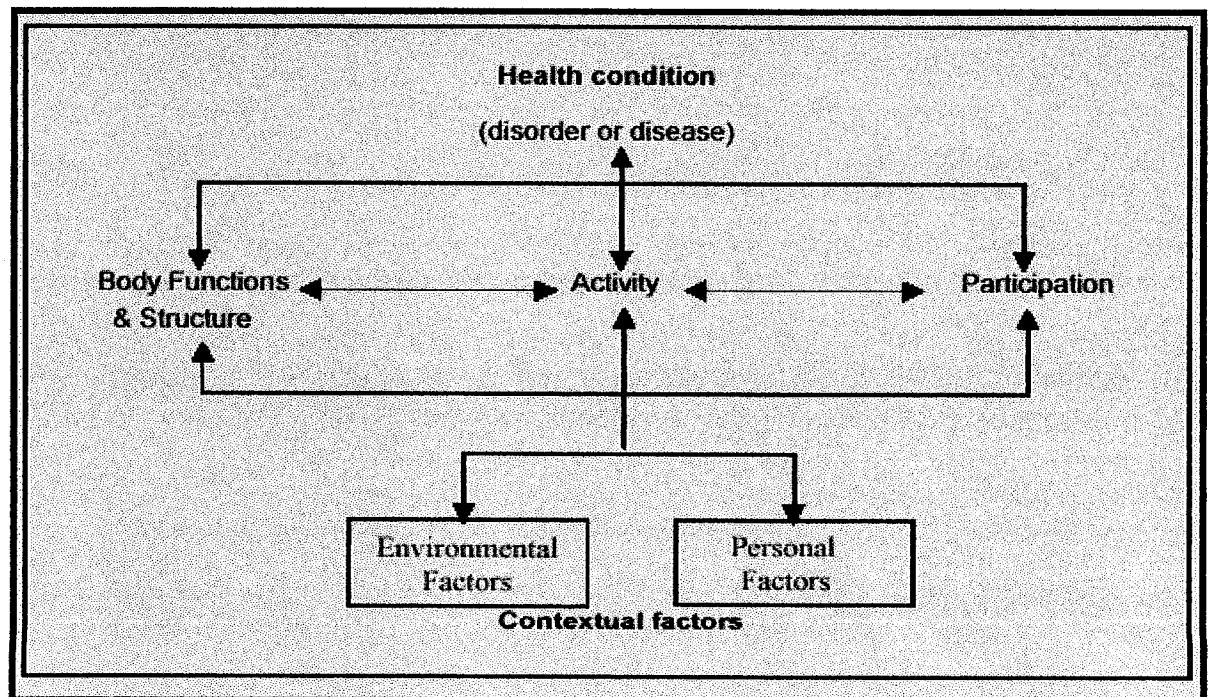 Health condition
(disorder or disease)
Body Functions
& Structure
Activity
Participation
Environmental
Factors
Personal
Factors
Contextual factors